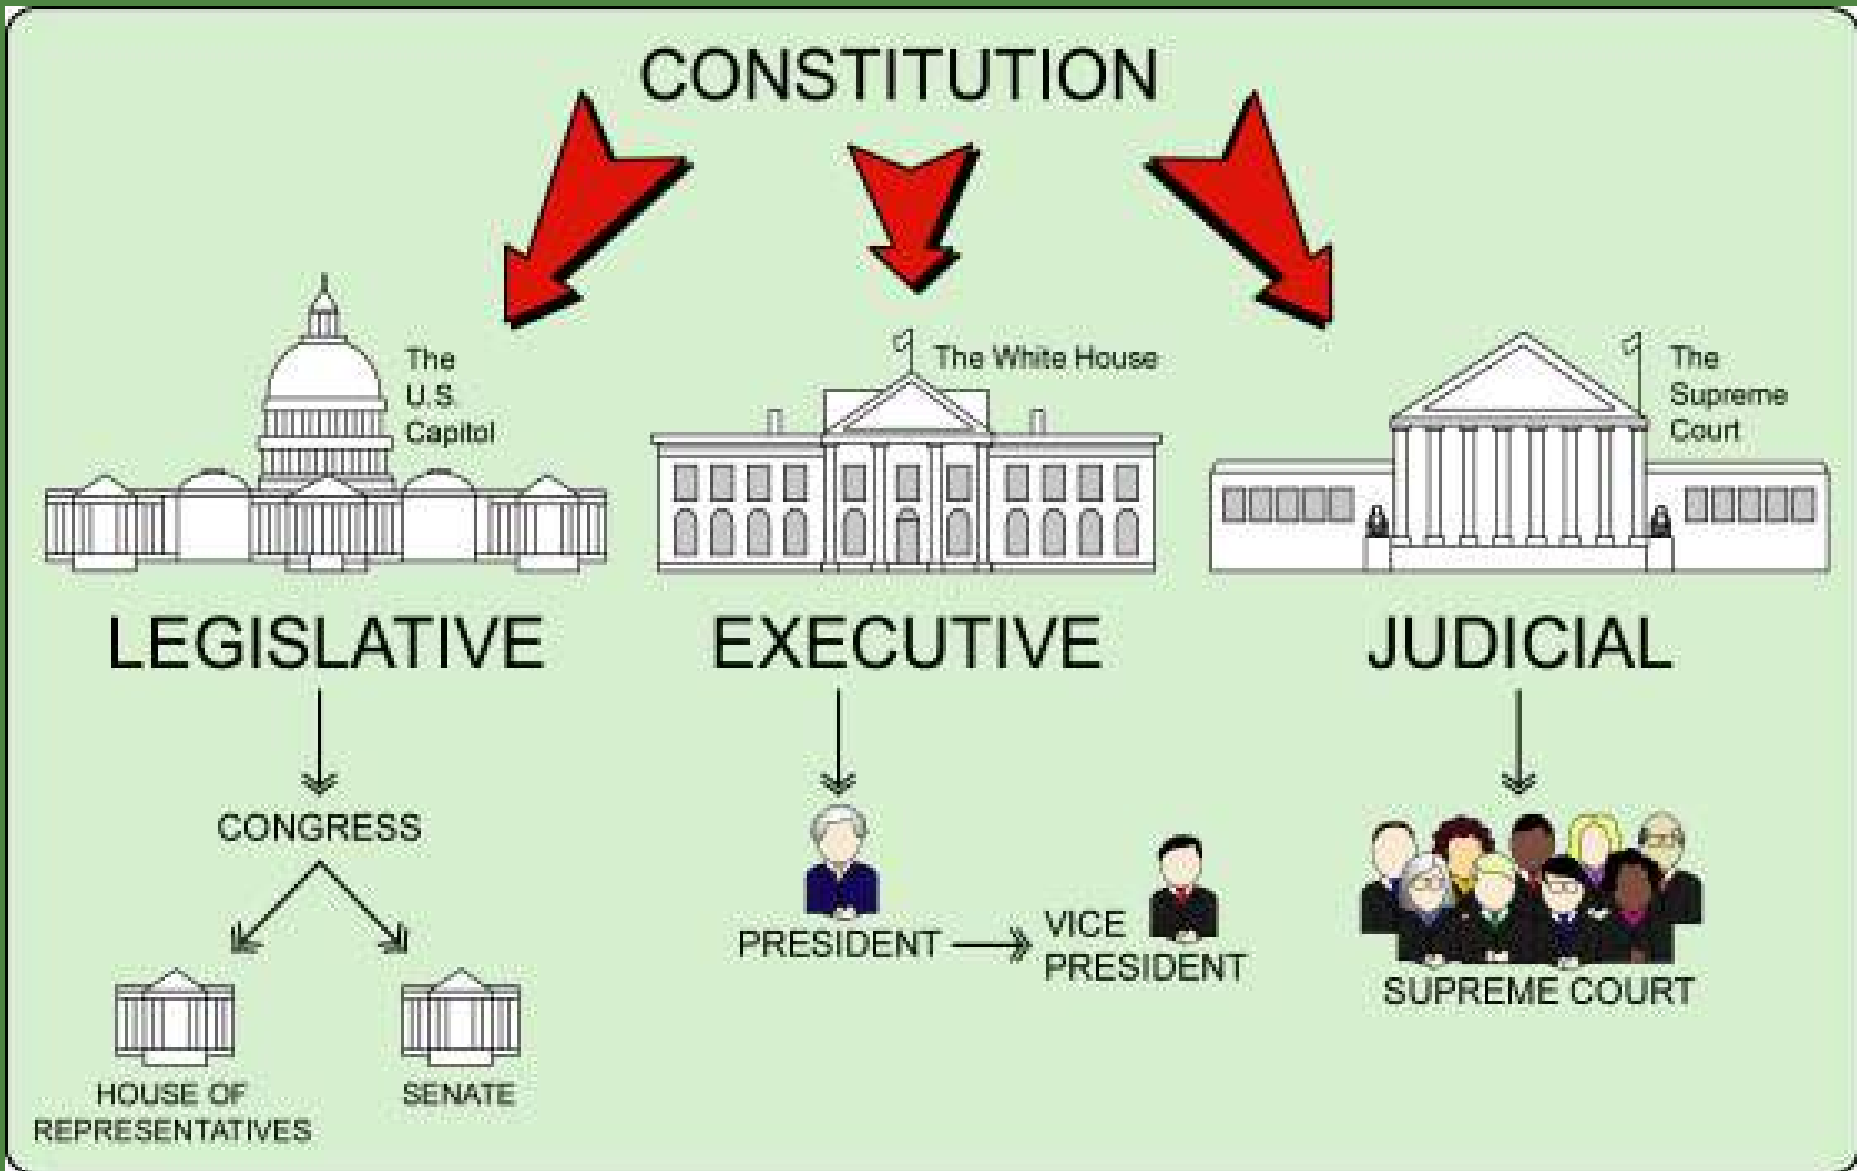 CONSTITUTION
The
U.S.
Capitol
The White House
The
Supreme
Court
LEGISLATIVE
EXECUTIVE
JUDICIAL
CONGRESS
PRESIDENT
VICE
PRESIDENT
SUPREME COURT
HOUSE OF
REPRESENTATIVES
SENATE